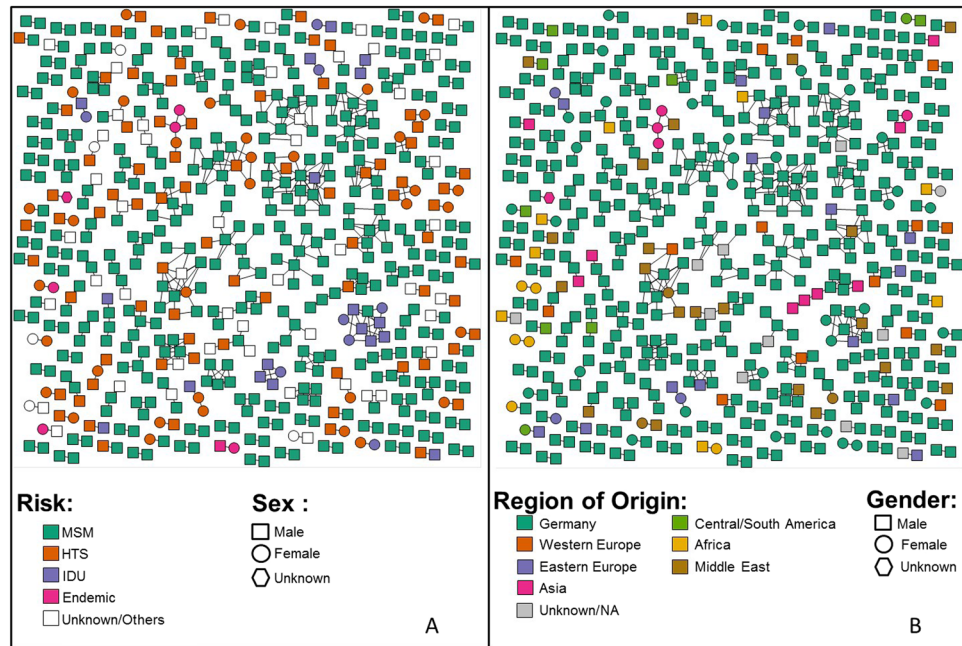 Risk:
MSM
HTS
IDU
Endemic
Unknown/Others
Sex :
Male
Female
Unknown
A
Region of Origin:
Germany
Western Europe
Eastern Europe
Asia
Unknown/NA
Central/South America
Africa
Middle East
Gender:
Male
Female
Unknown
B